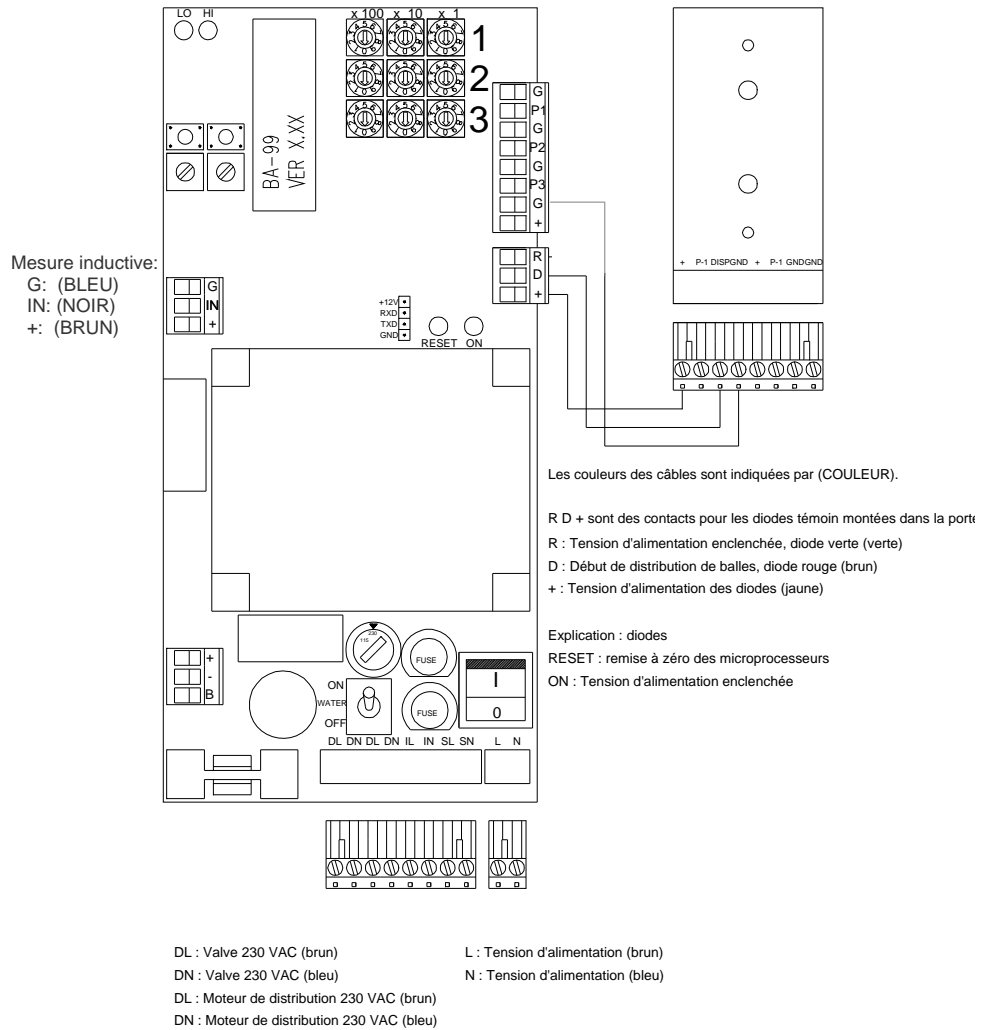 LO HI
x 100 x 10 x 1
1
2
3
BA-99
VER X.XX
G
P1
G
P2
G
P3
G
+
R
D
+
+ P-1 DISPGND + P-1 GNDGND
Mesure inductive:
G: (BLEU)
IN: (NOIR)
+: (BRUN)
G
IN
+
+12V
RXD
TXD
GND
RESET ON
Les couleurs des câbles sont indiquées par (COULEUR).
R D + sont des contacts pour les diodes témoin montées dans la porte
R : Tension d'alimentation enclenchée, diode verte (verte)
D : Début de distribution de balles, diode rouge (brun)
+ : Tension d'alimentation des diodes (jaune)
Explication : diodes
RESET : remise à zéro des microprocesseurs
ON : Tension d'alimentation enclenchée
+
-
B
230
115
FUSE
FUSE
I
0
ON
WATER
OFF
DL DN DL DN IL IN SL SN L N
DL : Valve 230 VAC (brun)
DN : Valve 230 VAC (bleu)
DL : Moteur de distribution 230 VAC (brun)
DN : Moteur de distribution 230 VAC (bleu)
L : Tension d'alimentation (brun)
N : Tension d'alimentation (bleu)